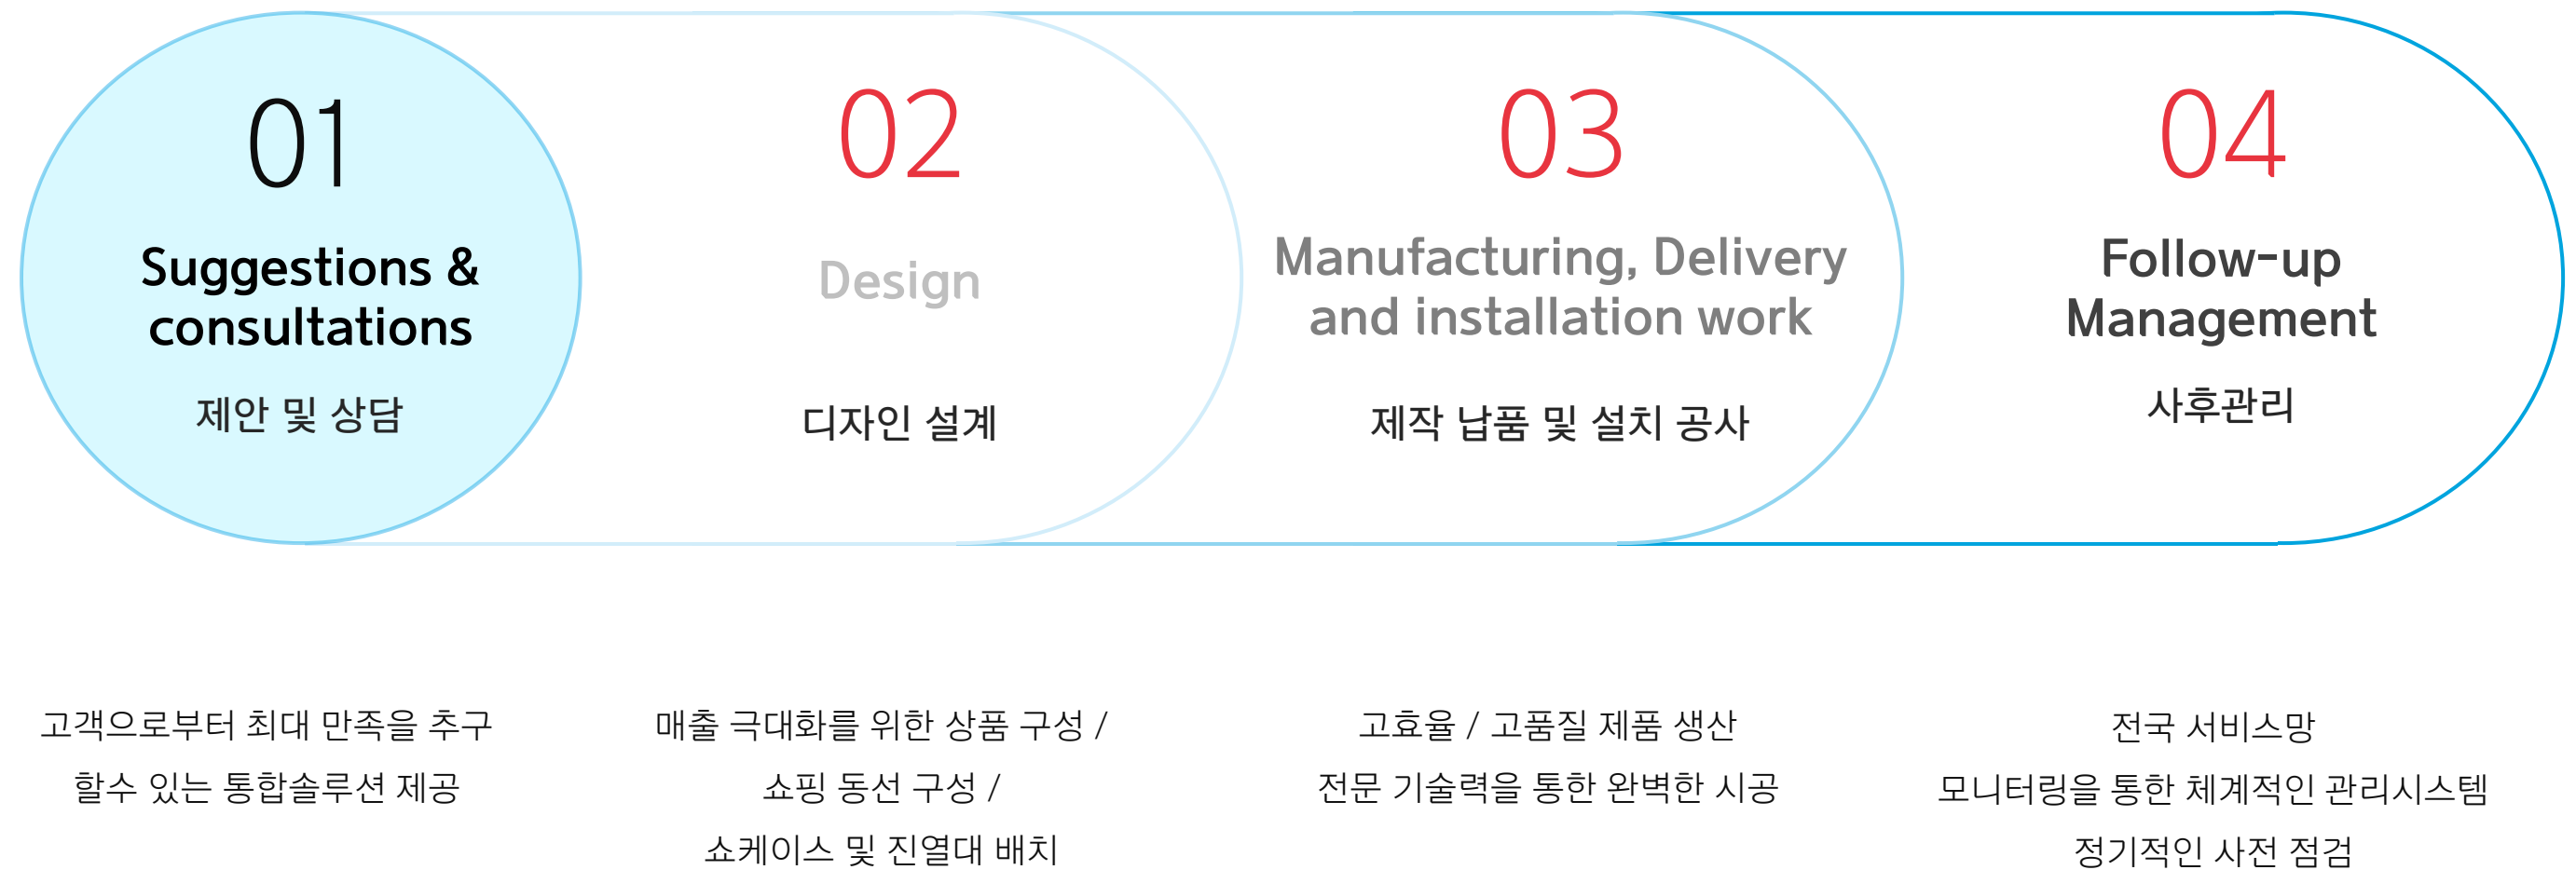 01
Suggestions &
consultations
제안 및 상담
02
Design
디자인 설계
03
Manufacturing, Delivery
and installation work
제작 납품 및 설치 공사
04
Follow-up
Management
사후관리
고객으로부터 최대 만족을 추구
할수 있는 통합솔루션 제공
매출 극대화를 위한 상품 구성 /
쇼핑 동선 구성 /
쇼케이스 및 진열대 배치
고효율 / 고품질 제품 생산
전문 기술력을 통한 완벽한 시공
전국 서비스망
모니터링을 통한 체계적인 관리시스템
정기적인 사전 점검